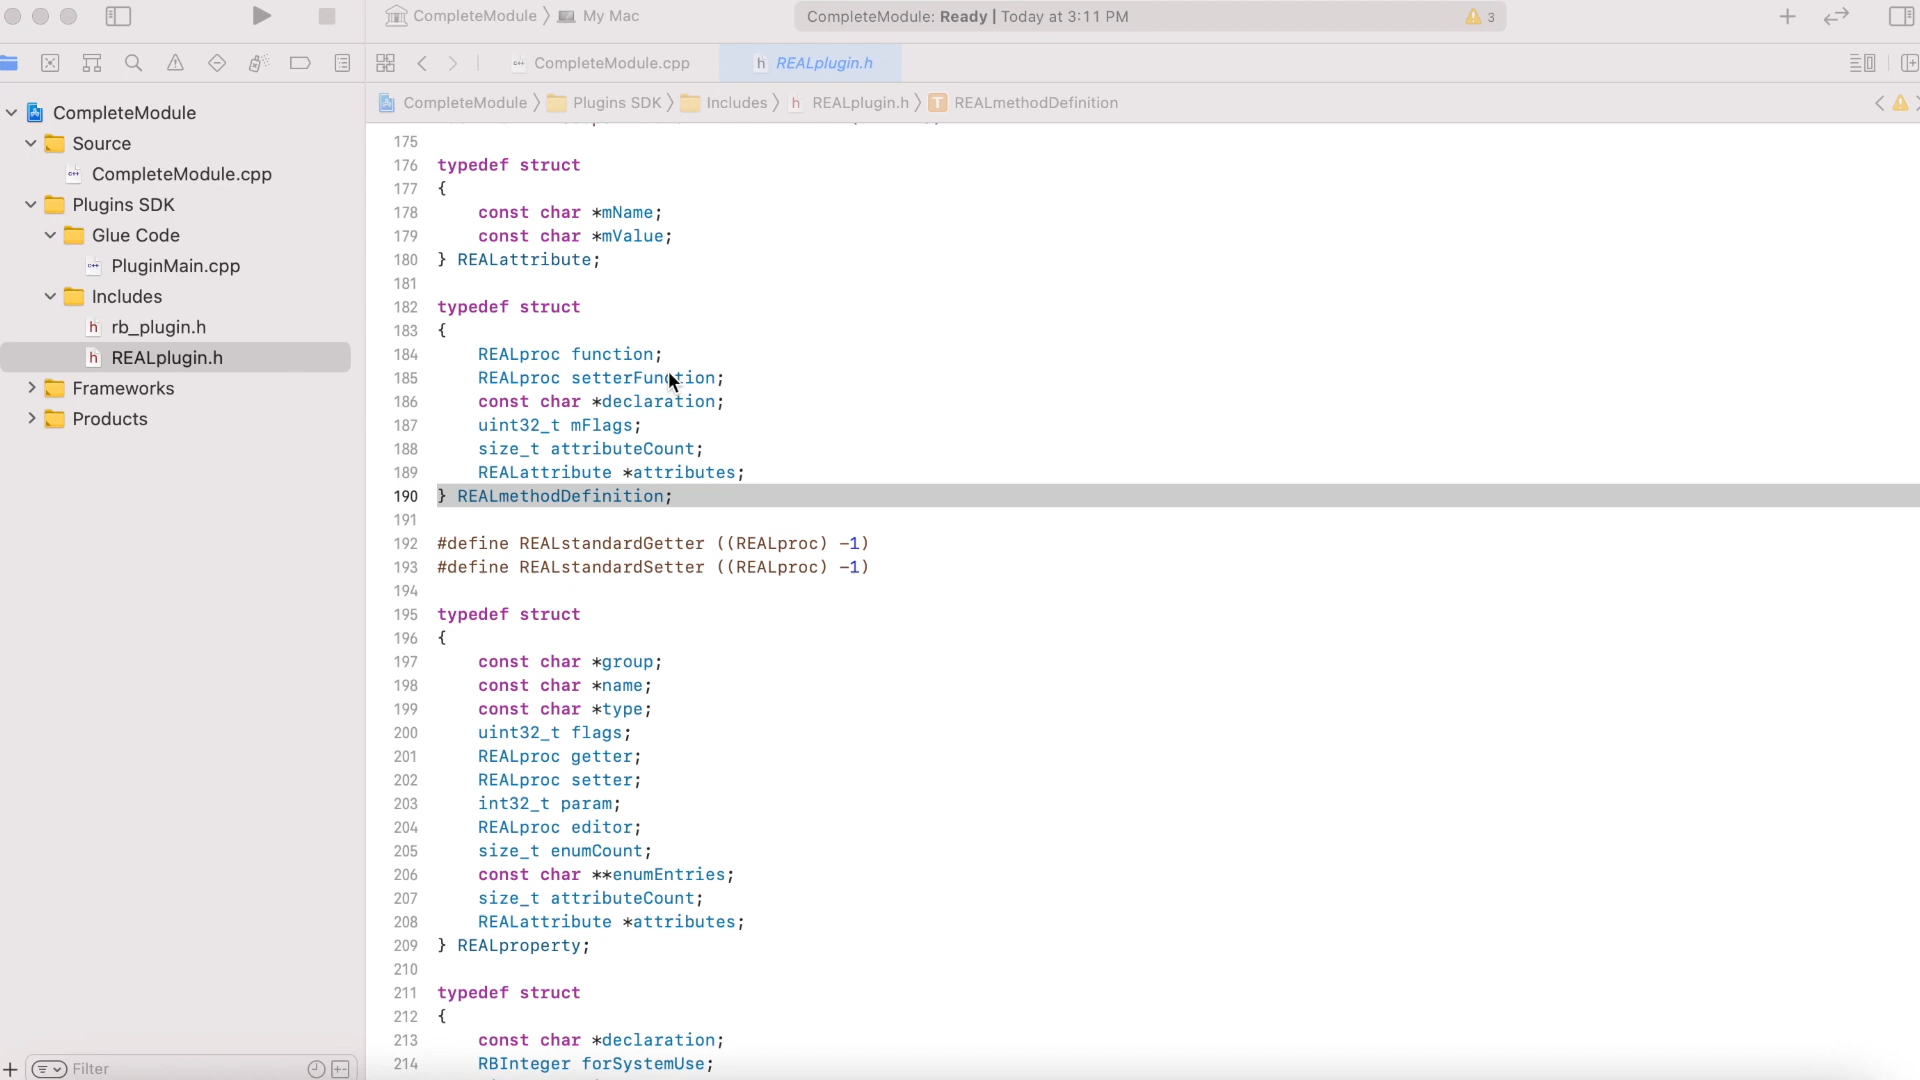 CompleteModule 〉 My Mac
CompleteModule: Ready | Today at 3:11 PM
3
CompleteModule.cpp
h REALplugin.h
CompleteModule 〉 Plugins SDK 〉 Includes 〉 h REALplugin.h 〉 T REALmethodDefinition
CompleteModule
Source
c++ CompleteModule.cpp
Plugins SDK
Glue Code
c++ PluginMain.cpp
Includes
h rb_plugin.h
h REALplugin.h
Frameworks
Products
Filter
175
176 typedef struct
177 {
178 const char *mName;
179 const char *mValue;
180 } REALattribute;
181
182 typedef struct
183 {
184 REALproc function;
185 REALproc setterFunction;
186 const char *declaration;
187 uint32_t mFlags;
188 size_t attributeCount;
189 REALattribute *attributes;
190 } REALmethodDefinition;
191
192 #define REALstandardGetter ((REALproc) -1)
193 #define REALstandardSetter ((REALproc) -1)
194
195 typedef struct
196 {
197 const char *group;
198 const char *name;
199 const char *type;
200 uint32_t flags;
201 REALproc getter;
202 REALproc setter;
203 int32_t param;
204 REALproc editor;
205 size_t enumCount;
206 const char **enumEntries;
207 size_t attributeCount;
208 REALattribute *attributes;
209 } REALproperty;
210
211 typedef struct
212 {
213 const char *declaration;
214 RBInteger forSystemUse;